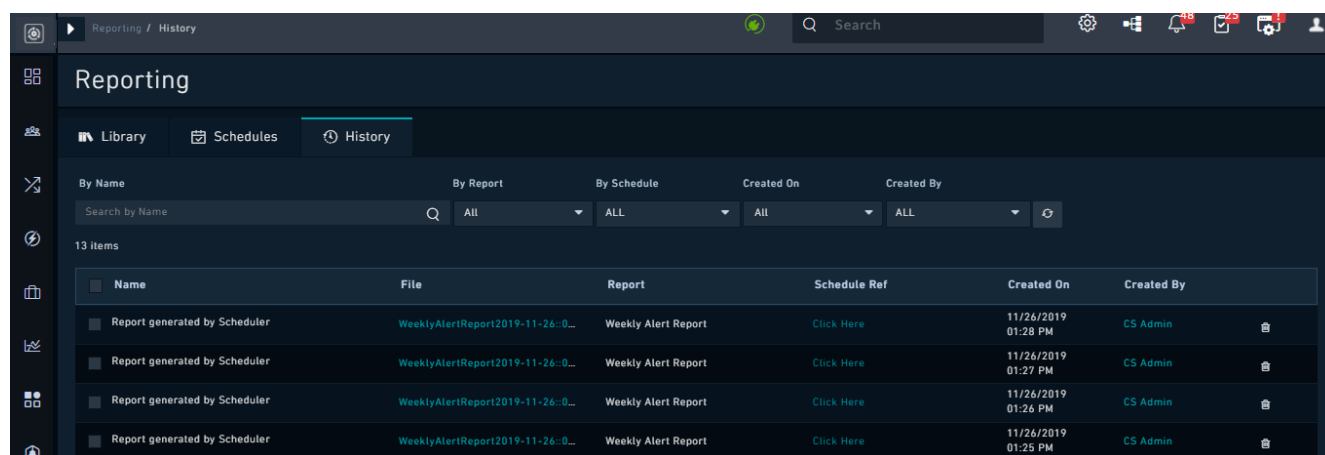 Reporting / History
Search
48
25
!
Reporting
Library Schedules History
By Name By Report By Schedule Created On Created By
Search by Name All ALL All ALL
13 items
Name File Report Schedule Ref Created On Created By
Report generated by Scheduler WeeklyAlertReport2019-11-26::0... Weekly Alert Report Click Here 11/26/2019 CS Admin
01:28 PM
Report generated by Scheduler WeeklyAlertReport2019-11-26::0... Weekly Alert Report Click Here 11/26/2019 CS Admin
01:27 PM
Report generated by Scheduler WeeklyAlertReport2019-11-26::0... Weekly Alert Report Click Here 11/26/2019 CS Admin
01:26 PM
Report generated by Scheduler WeeklyAlertReport2019-11-26::0... Weekly Alert Report Click Here 11/26/2019 CS Admin
01:25 PM